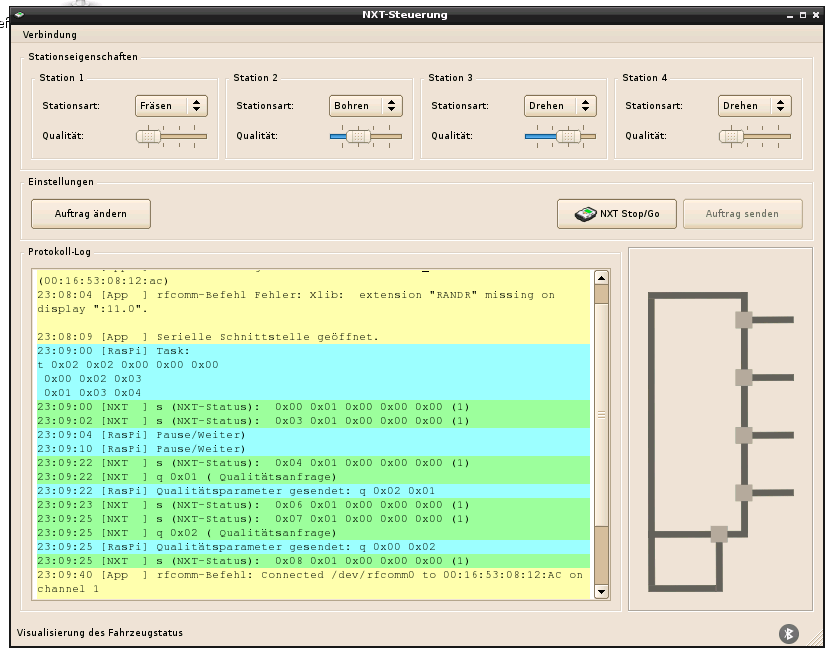 NXT-Steuerung
Verbindung
Stationseigenschaften
Station 1
Station 2
Station 3
Station 4
Stationsart: Fräsen
Stationsart: Bohren
Stationsart: Drehen
Stationsart: Drehen
Qualität:
Qualität:
Qualität:
Qualität:
Einstellungen
Auftrag ändern
NXT Stop/Go
Auftrag senden
Protokoll-Log
(00:16:53:08:12:ac)
23:08:04 [App  ] rfcomm-Befehl Fehler: Xlib:  extension "RANDR" missing on
display ":11.0".
23:08:09 [App  ] Serielle Schnittstelle geöffnet.
23:09:00 [RasPi] Task:
t 0x02 0x02 0x00 0x00 0x00
0x00 0x02 0x03
0x01 0x03 0x04
23:09:00 [NXT  ] s (NXT-Status):  0x00 0x01 0x00 0x00 0x00 (1)
23:09:02 [NXT  ] s (NXT-Status):  0x03 0x01 0x00 0x00 0x00 (1)
23:09:04 [RasPi] Pause/Weiter)
23:09:10 [RasPi] Pause/Weiter)
23:09:22 [NXT  ] s (NXT-Status):  0x04 0x01 0x00 0x00 0x00 (1)
23:09:22 [NXT  ] q 0x01 ( Qualitätsanfrage)
23:09:22 [RasPi] Qualitätsparameter gesendet: q 0x02 0x01
23:09:23 [NXT  ] s (NXT-Status):  0x06 0x01 0x00 0x00 0x00 (1)
23:09:25 [NXT  ] s (NXT-Status):  0x07 0x01 0x00 0x00 0x00 (1)
23:09:25 [NXT  ] q 0x02 ( Qualitätsanfrage)
23:09:25 [RasPi] Qualitätsparameter gesendet: q 0x00 0x02
23:09:25 [NXT  ] s (NXT-Status):  0x08 0x01 0x00 0x00 0x00 (1)
23:09:40 [App  ] rfcomm-Befehl: Connected /dev/rfcomm0 to 00:16:53:08:12:AC on
channel 1
Visualisierung des Fahrzeugstatus